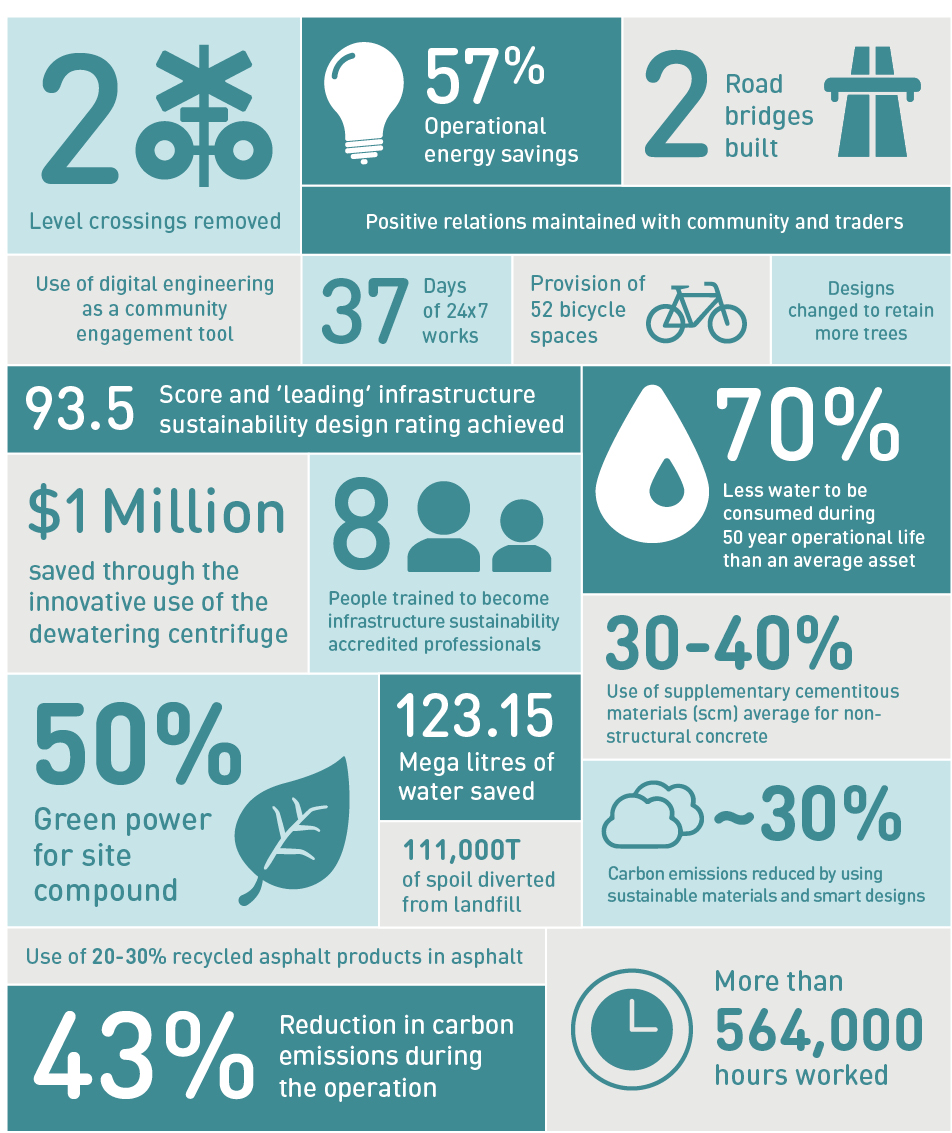 2
Level crossings removed
57%
Operational
energy savings
2
Road
bridges
built
Positive relations maintained with community and traders
Use of digital engineering
as a community
engagement tool
37
Days
of 24x7
works
Provision of
52 bicycle
spaces
Designs
changed to retain
more trees
93.5
Score and ‘leading’ infrastructure
sustainability design rating achieved
70%
Less water to be
consumed during
50 year operational life
than an average asset
$1 Million
saved through the
innovative use of the
dewatering centrifuge
8
People trained to become
infrastructure sustainability
accredited professionals
30-40%
Use of supplementary cementitous
materials (scm) average for non-
structural concrete
50%
Green power
for site
compound
123.15
Mega litres of
water saved
111,000T
of spoil diverted
from landfill
~30%
Carbon emissions reduced by using
sustainable materials and smart designs
Use of 20-30% recycled asphalt products in asphalt
43%
Reduction in carbon
emissions during
the operation
More than
564,000
hours worked